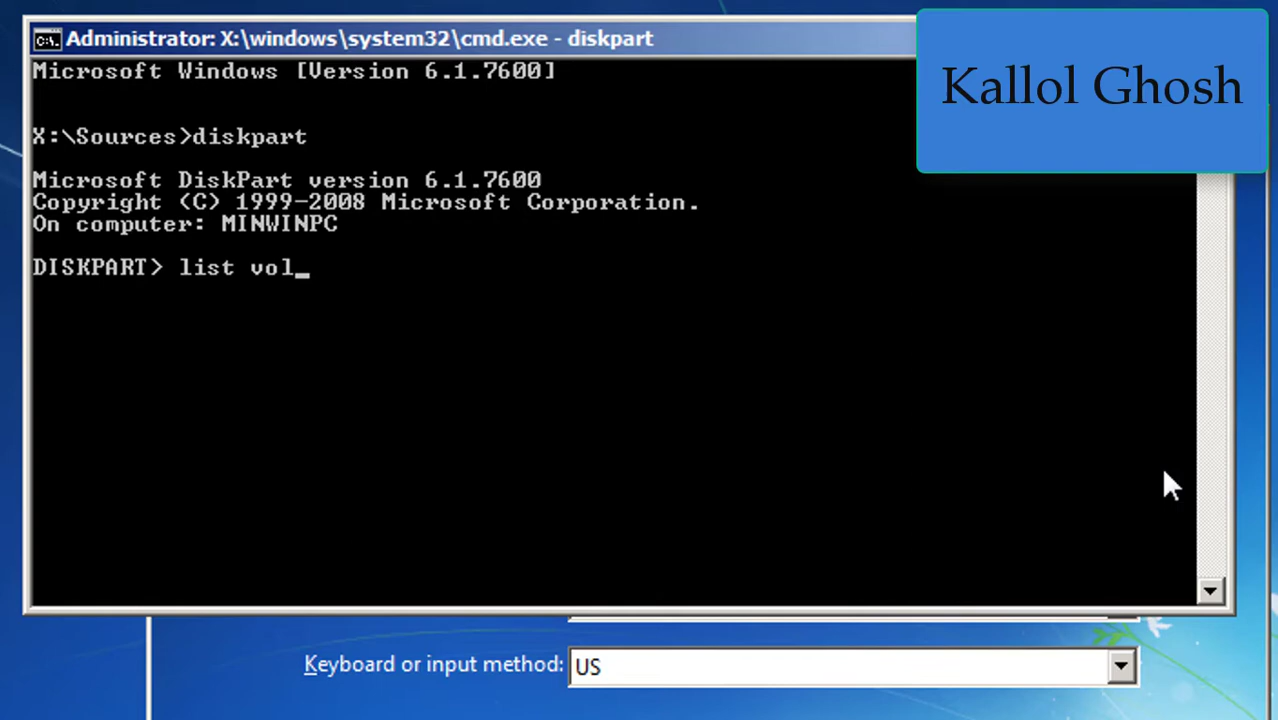 Administrator: X:\windows\system32\cmd.exe - diskpart
Kallol Ghosh
Microsoft Windows [Version 6.1.7600]
X:\Sources>diskpart
Microsoft DiskPart version 6.1.7600
Copyright (C) 1999-2008 Microsoft Corporation.
On computer: MINWINPC
DISKPART> list vol_
Keyboard or input method: US